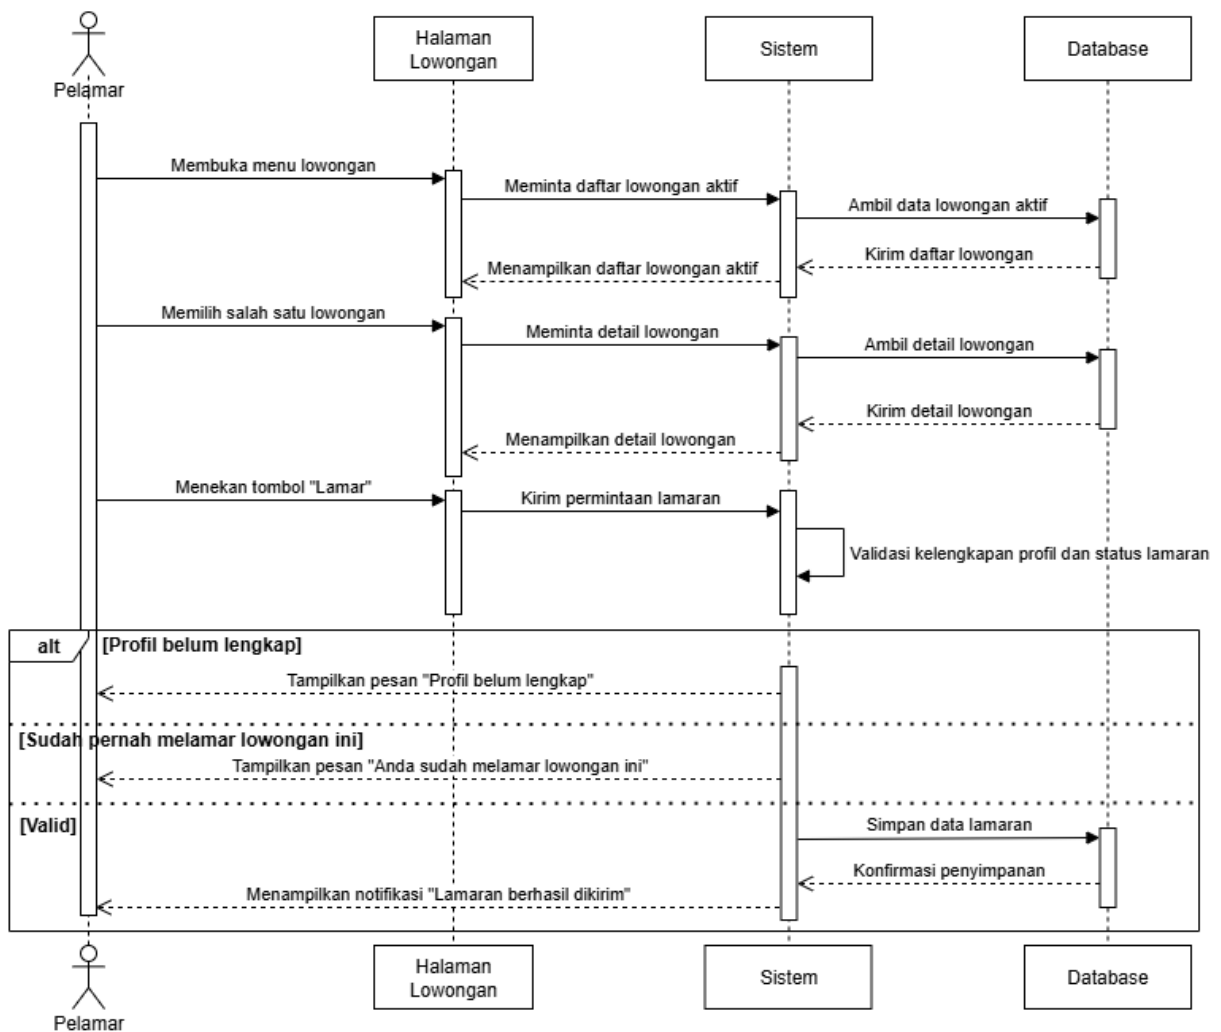 Pelamar
Halaman
Lowongan
Sistem
Database
Membuka menu lowongan
Meminta daftar lowongan aktif
Ambil data lowongan aktif
Kirim daftar lowongan
Menampilkan daftar lowongan aktif
Memilih salah satu lowongan
Meminta detail lowongan
Ambil detail lowongan
Kirim detail lowongan
Menampilkan detail lowongan
Menekan tombol "Lamar"
Kirim permintaan lamaran
Validasi kelengkapan profil dan status lamaran
alt
[Profil belum lengkap]
Tampilkan pesan "Profil belum lengkap"
[Sudah pernah melamar lowongan ini]
Tampilkan pesan "Anda sudah melamar lowongan ini"
[Valid]
Simpan data lamaran
Konfirmasi penyimpanan
Menampilkan notifikasi "Lamaran berhasil dikirim"
Pelamar
Halaman
Lowongan
Sistem
Database